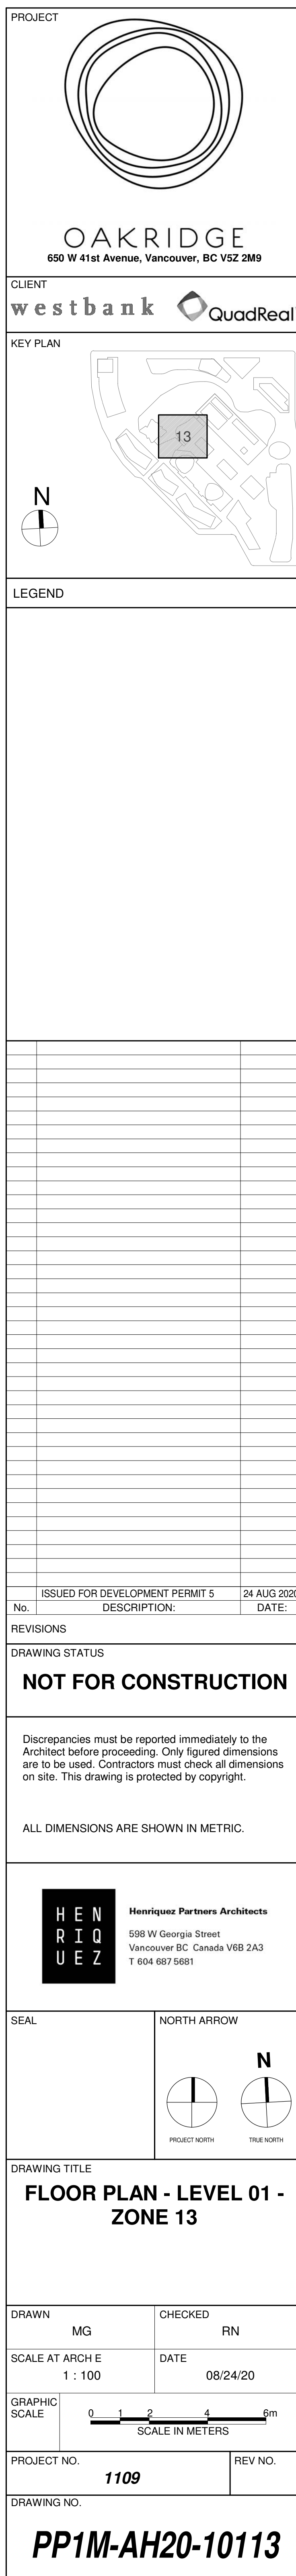 PROJECT
OAKRIDGE
650 W 41st Avenue, Vancouver, BC V5Z 2M9
CLIENT
westbank QuadReal
KEY PLAN
13
N
LEGEND
ISSUED FOR DEVELOPMENT PERMIT 5 24 AUG 2020
No. DESCRIPTION: DATE:
REVISIONS
DRAWING STATUS
NOT FOR CONSTRUCTION
Discrepancies must be reported immediately to the
Architect before proceeding. Only figured dimensions
are to be used. Contractors must check all dimensions
on site. This drawing is protected by copyright.
ALL DIMENSIONS ARE SHOWN IN METRIC.
HEN
RIQ
UEZ
Henriquez Partners Architects
598 W Georgia Street
Vancouver BC Canada V6B 2A3
T 604 687 5681
SEAL
NORTH ARROW
N
PROJECT NORTH TRUE NORTH
DRAWING TITLE
FLOOR PLAN - LEVEL 01 -
ZONE 13
DRAWN
MG
CHECKED
RN
SCALE AT ARCH E
1 : 100
DATE
08/24/20
GRAPHIC
SCALE
0 1 2 4 6m
SCALE IN METERS
PROJECT NO.
1109
REV NO.
DRAWING NO.
PP1M-AH20-10113